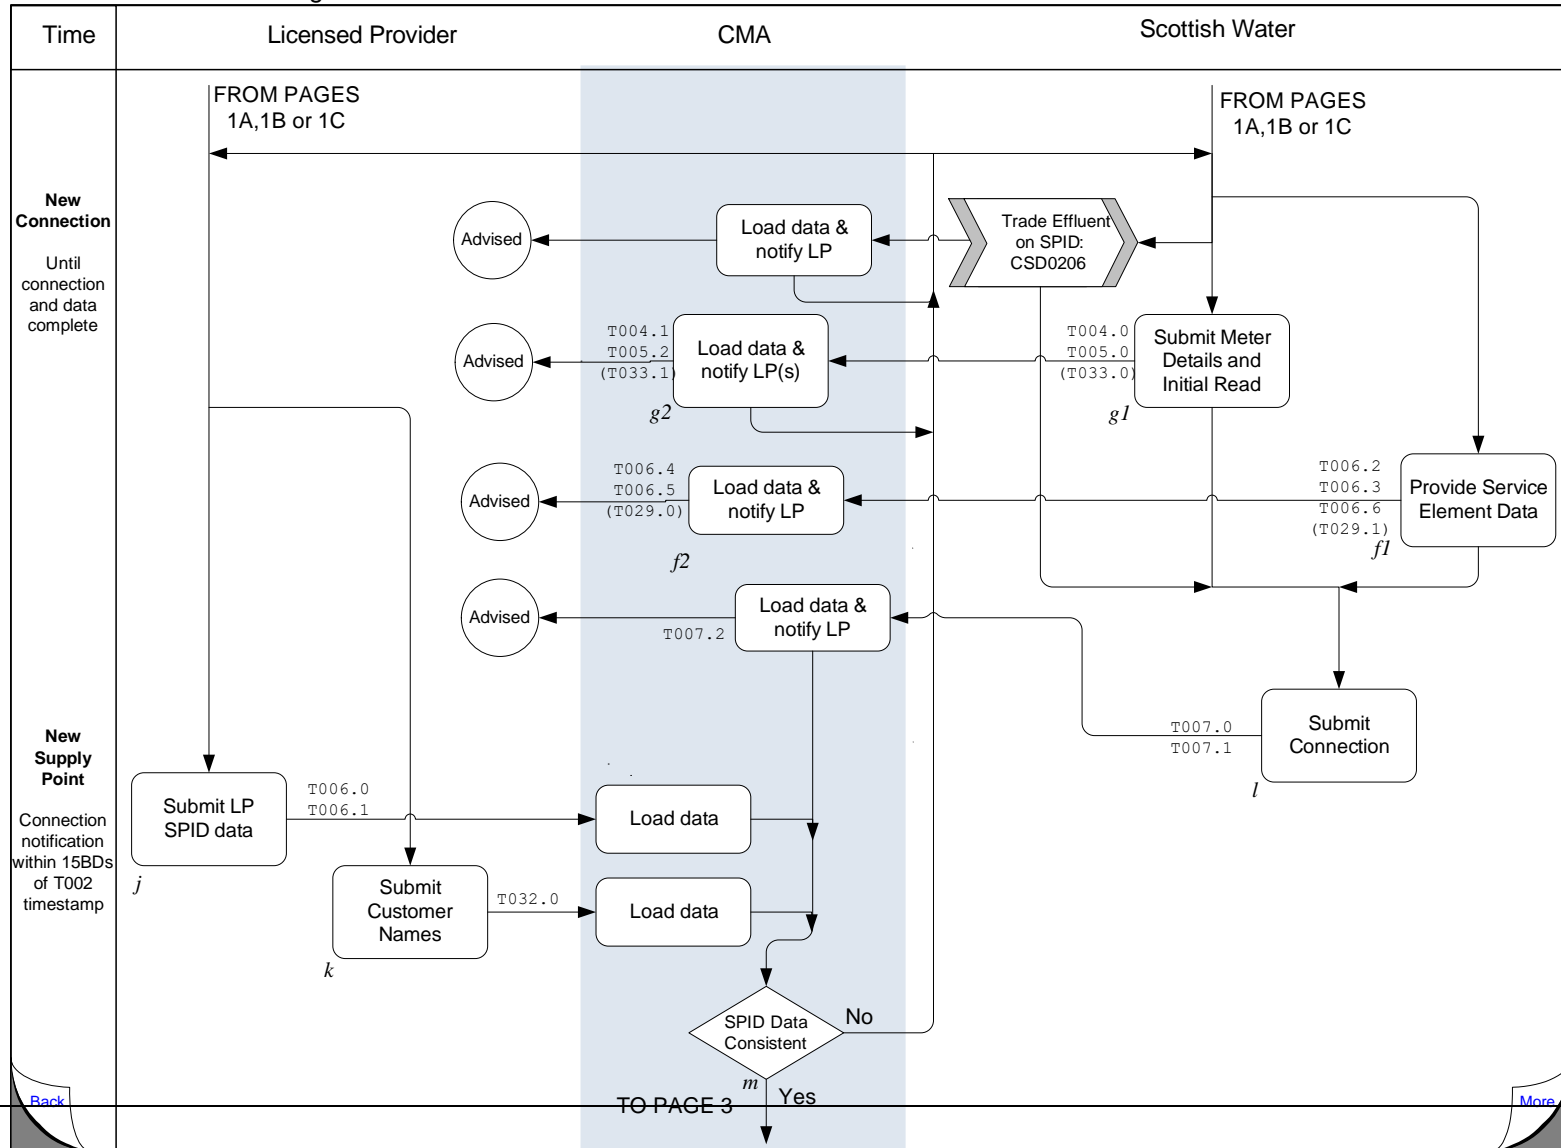 Time
Licensed Provider
CMA
Scottish Water
FROM PAGES
1A,1B or 1C
FROM PAGES
1A,1B or 1C
New
Connection
Until
connection
and data
complete
Advised
Load data &
notify LP
Trade Effluent
on SPID:
CSD0206
Advised
T004.1
T005.2
(T033.1)
Load data &
notify LP(s)
g2
T004.0
T005.0
(T033.0)
Submit Meter
Details and
Initial Read
g1
Advised
T006.4
T006.5
(T029.0)
Load data &
notify LP
f2
T006.2
T006.3
T006.6
(T029.1)
Provide Service
Element Data
f1
Advised
T007.2
Load data &
notify LP
T007.0
T007.1
Submit
Connection
l
New
Supply
Point
Connection
notification
within 15BDs
of T002
timestamp
Submit LP
SPID data
j
T006.0
T006.1
Load data
Submit
Customer
Names
k
T032.0
Load data
SPID Data
Consistent
m
No
Yes
TO PAGE 3
Back
More